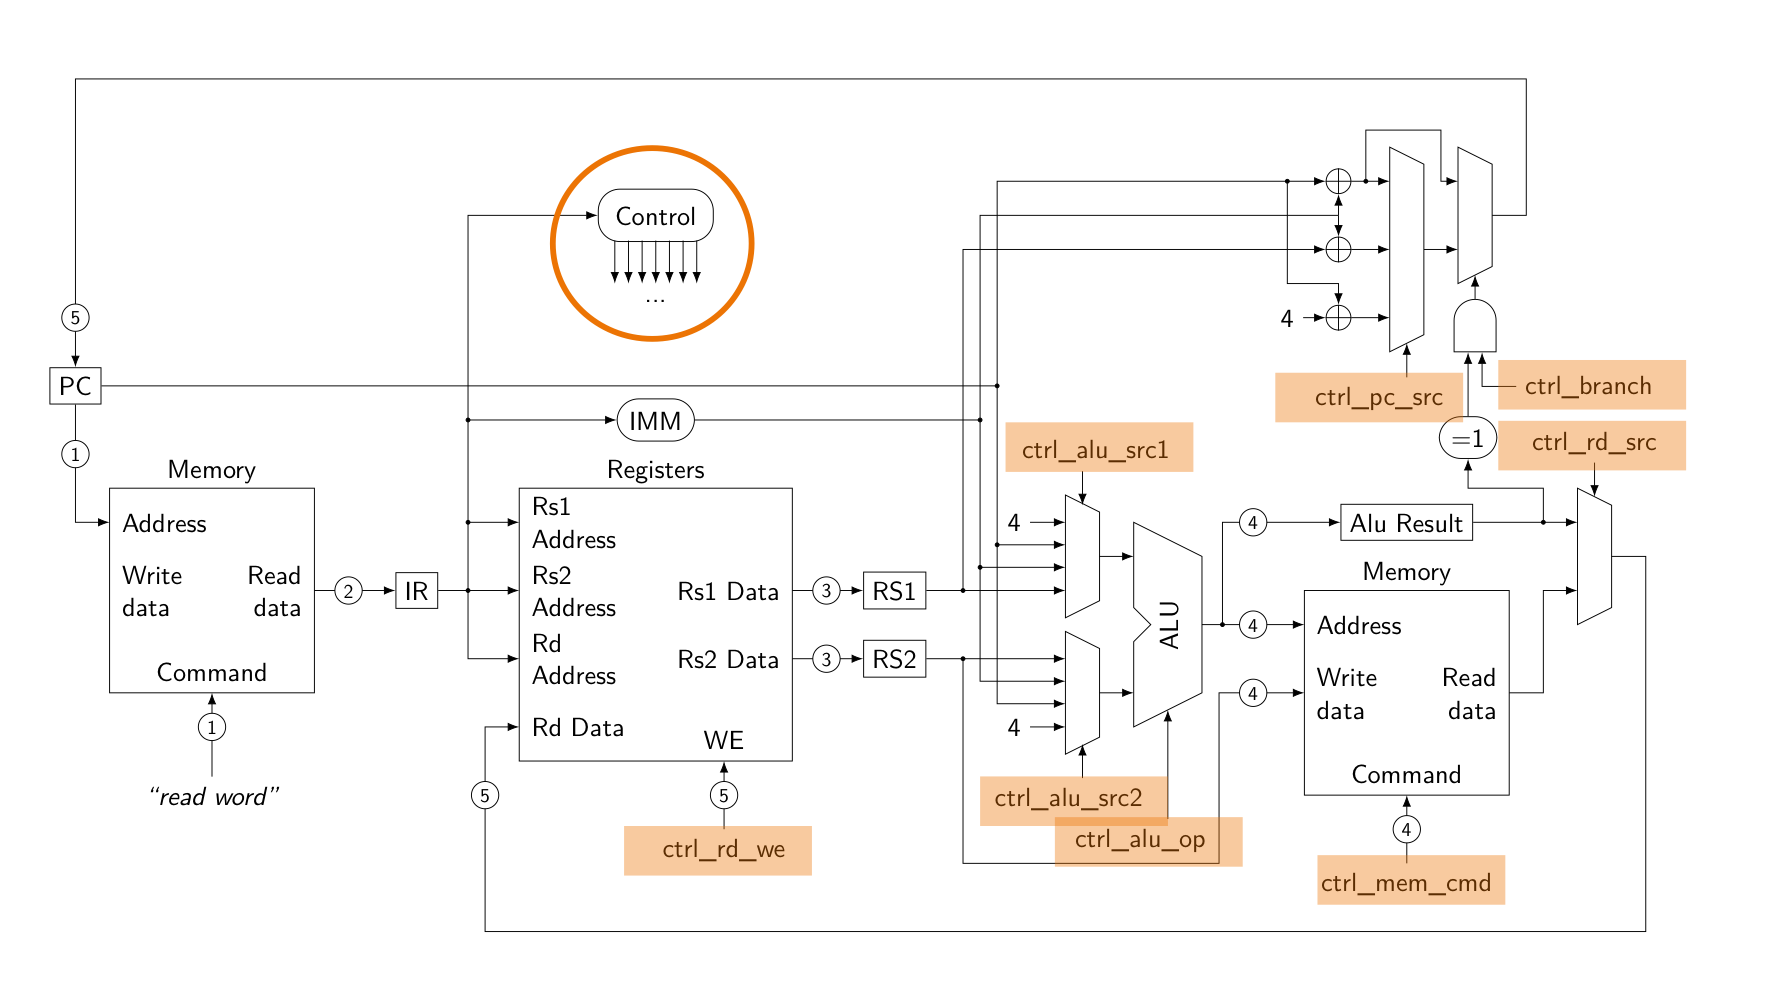 Control
...
5
4
PC
ctrl_pc_src
ctrl_branch
IMM
=1
1
ctrl_alu_src1
ctrl_rd_src
Memory
Registers
Address
Write
data
Read
data
Command
1
“read word”
2
IR
Rs1
Address
Rs2
Address
Rd
Address
Rd Data
Rs1 Data
Rs2 Data
WE
5
5
ctrl_rd_we
3
RS1
3
RS2
4
4
ALU
ctrl_alu_src2
ctrl_alu_op
4
Alu Result
4
4
Memory
Address
Write
data
Read
data
Command
4
ctrl_mem_cmd